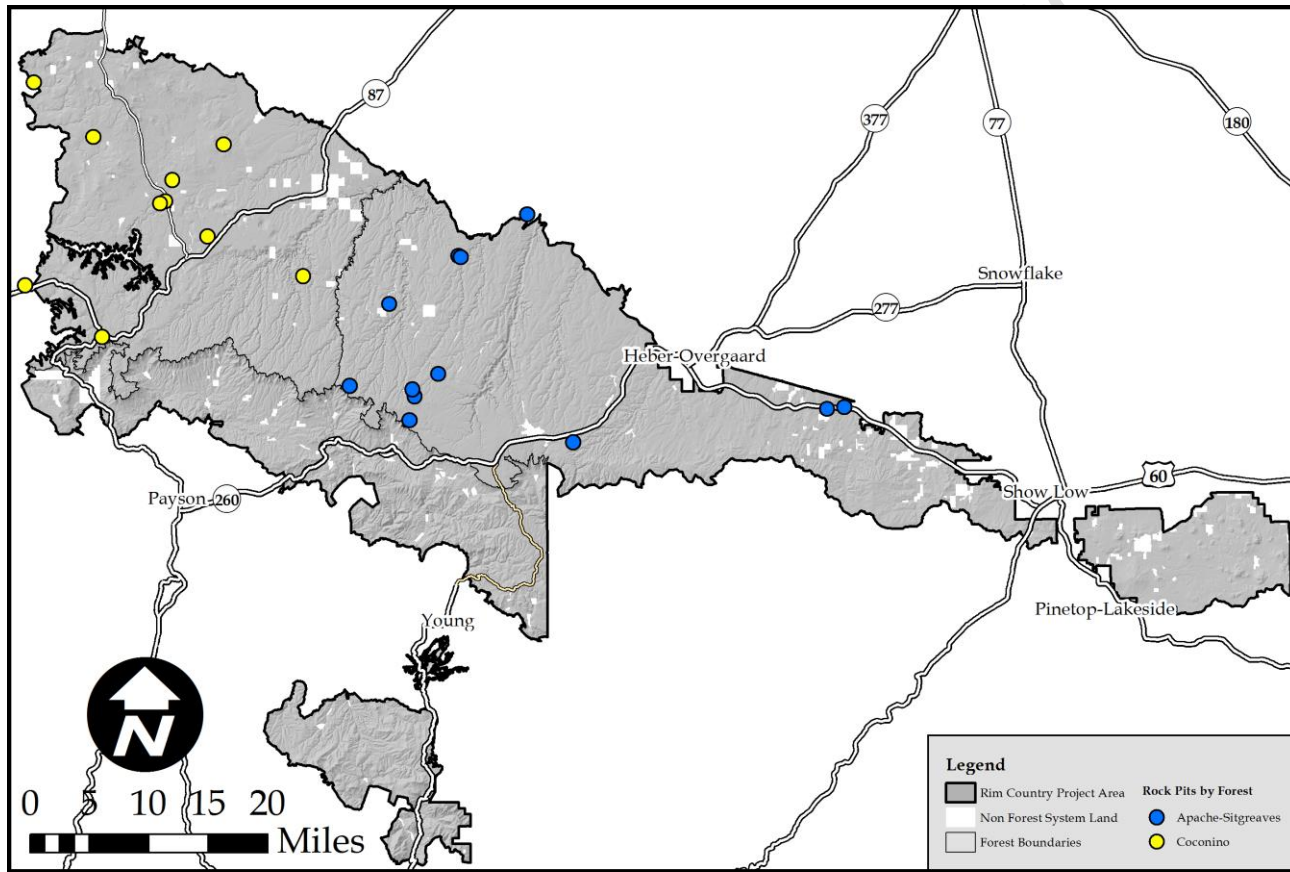 87
377
77
180
Snowflake
277
Heber-Overgaard
Payson
260
Show Low
60
Young
Pinetop-Lakeside
N
0 5 10 15 20
Miles
Legend
Rim Country Project Area
Non Forest System Land
Forest Boundaries
Rock Pits by Forest
Apache-Sitgreaves
Coconino